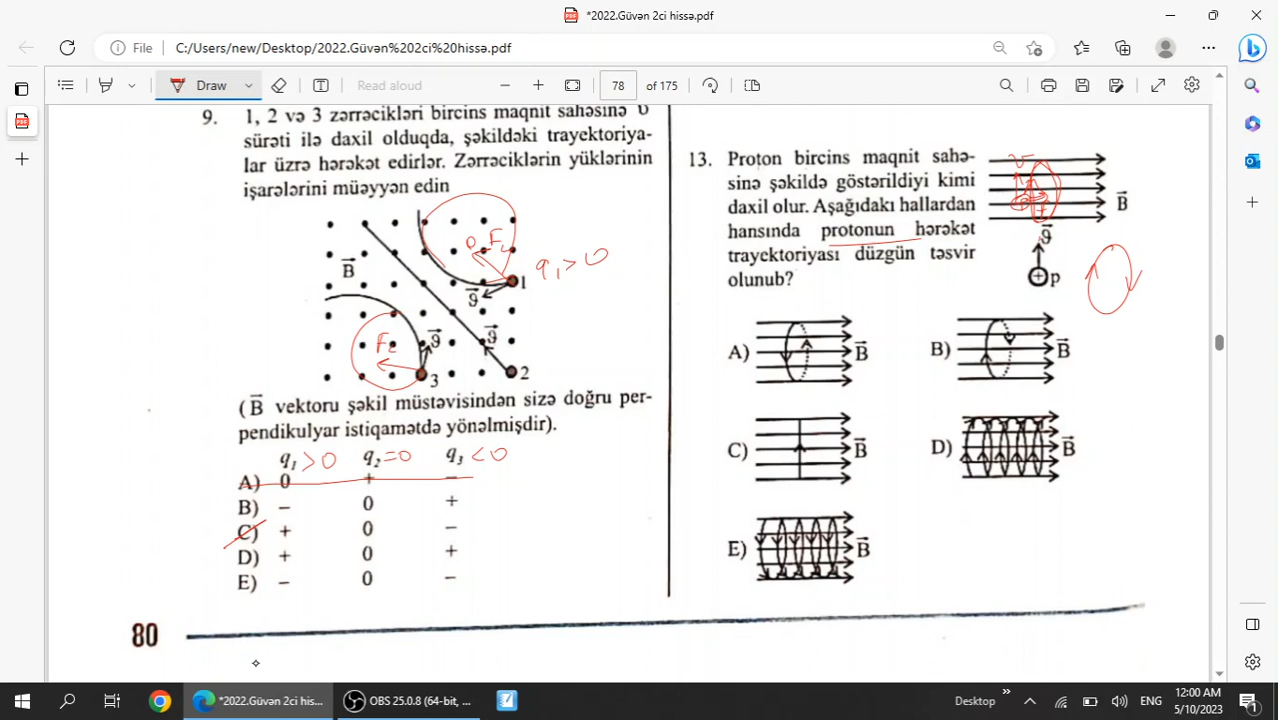 *2022.Güvən 2ci hissə.pdf
File C:/Users/new/Desktop/2022.Güvən%202ci%20hissə.pdf
Draw Read aloud 78 of 175
9. 1, 2 və 3 zərrəcikləri bircins maqnit sahəsinə υ
sürəti ilə daxil olduqda, şəkildəki trayektoriya-
lar üzrə hərəkət edirlər. Zərrəciklərin yüklərinin
işarələrini müəyyən edin
B
υ
1
q₁ > 0
υ
υ
3
2
(B vektoru şəkil müstəvisindən sizə doğru per-
pendikulyar istiqamətdə yönəlmişdir).
q₁ > 0 q₂ = 0 q₃ < 0
A) 0 + −
B) − 0 +
C) + 0 −
D) + 0 +
E) − 0 −
80
13. Proton bircins maqnit sahə-
sinə şəkildə göstərildiyi kimi
daxil olur. Aşağıdakı hallardan
hansında protonun hərəkət
trayektoriyası düzgün təsvir
olunub?
B
υ
p
A) B
B) B
C) B
D) B
E) B
*2022.Güvən 2ci his...
OBS 25.0.8 (64-bit, ...
Desktop
ENG
12:00 AM
5/10/2023
1